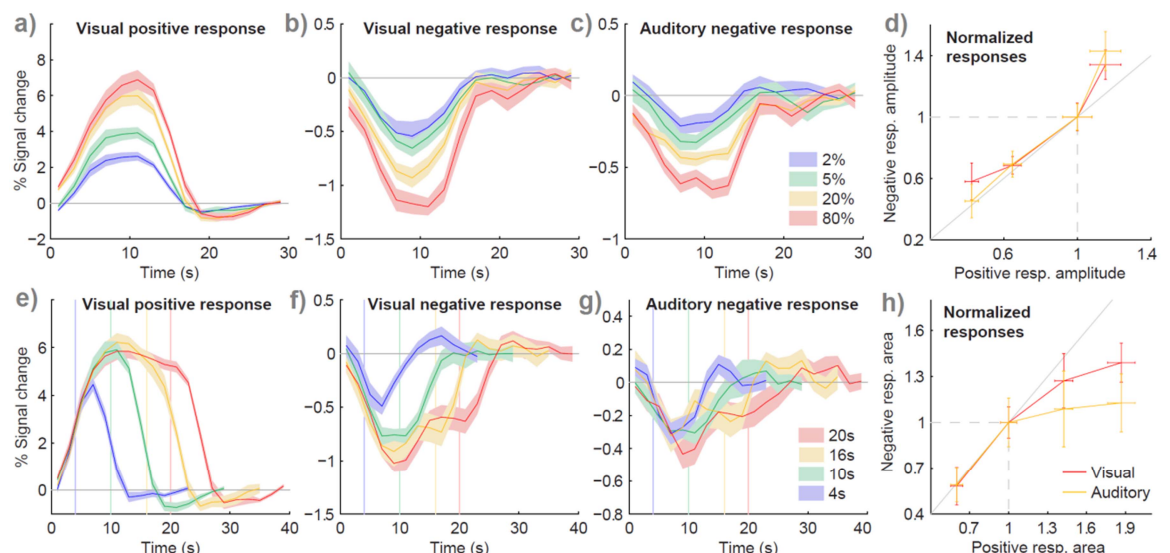 a)
Visual positive response
% Signal change
8
6
4
2
0
−2
0
10
20
30
Time (s)
b)
Visual negative response
0.5
0
−0.5
−1
−1.5
0
10
20
30
Time (s)
c)
Auditory negative response
0.5
0
−0.5
−1
0
10
20
30
Time (s)
2%
5%
20%
80%
d)
Normalized
responses
Negative resp. amplitude
1.4
1
0.6
0.2
0.6
1
1.4
Positive resp. amplitude
e)
Visual positive response
% Signal change
8
6
4
2
0
0
10
20
30
40
Time (s)
f)
Visual negative response
0.5
0
−0.5
−1
−1.5
0
10
20
30
40
Time (s)
g)
Auditory negative response
0.4
0.2
0
−0.2
−0.4
−0.6
−0.8
0
10
20
30
40
Time (s)
20s
16s
10s
4s
h)
Normalized
responses
Negative resp. area
1.6
1.3
1
0.7
0.4
0.7
1
1.3
1.6
1.9
Positive resp. area
Visual
Auditory